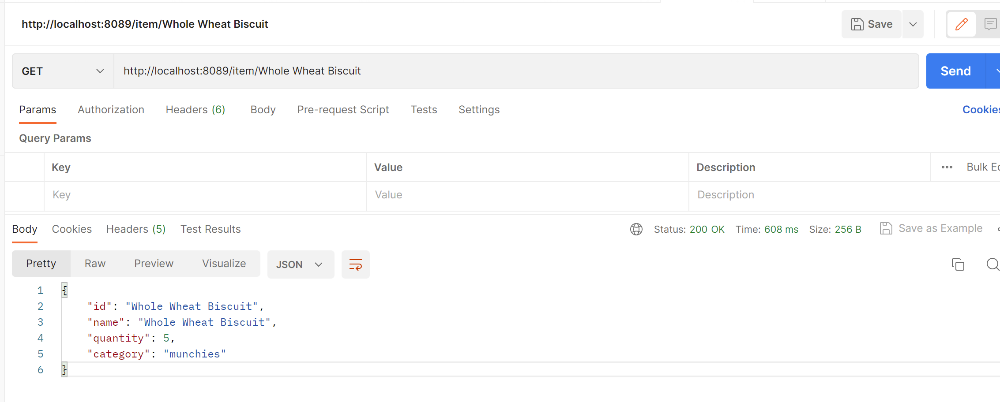 http://localhost:8089/item/Whole Wheat Biscuit
Save
GET
http://localhost:8089/item/Whole Wheat Biscuit
Send
Params Authorization Headers (6) Body Pre-request Script Tests Settings Cookies
Query Params
Key Value Description Bulk Ed
Key Value Description
Body Cookies Headers (5) Test Results Status: 200 OK Time: 608 ms Size: 256 B Save as Example
Pretty Raw Preview Visualize JSON
1 {
2 "id": "Whole Wheat Biscuit",
3 "name": "Whole Wheat Biscuit",
4 "quantity": 5,
5 "category": "munchies"
6 }